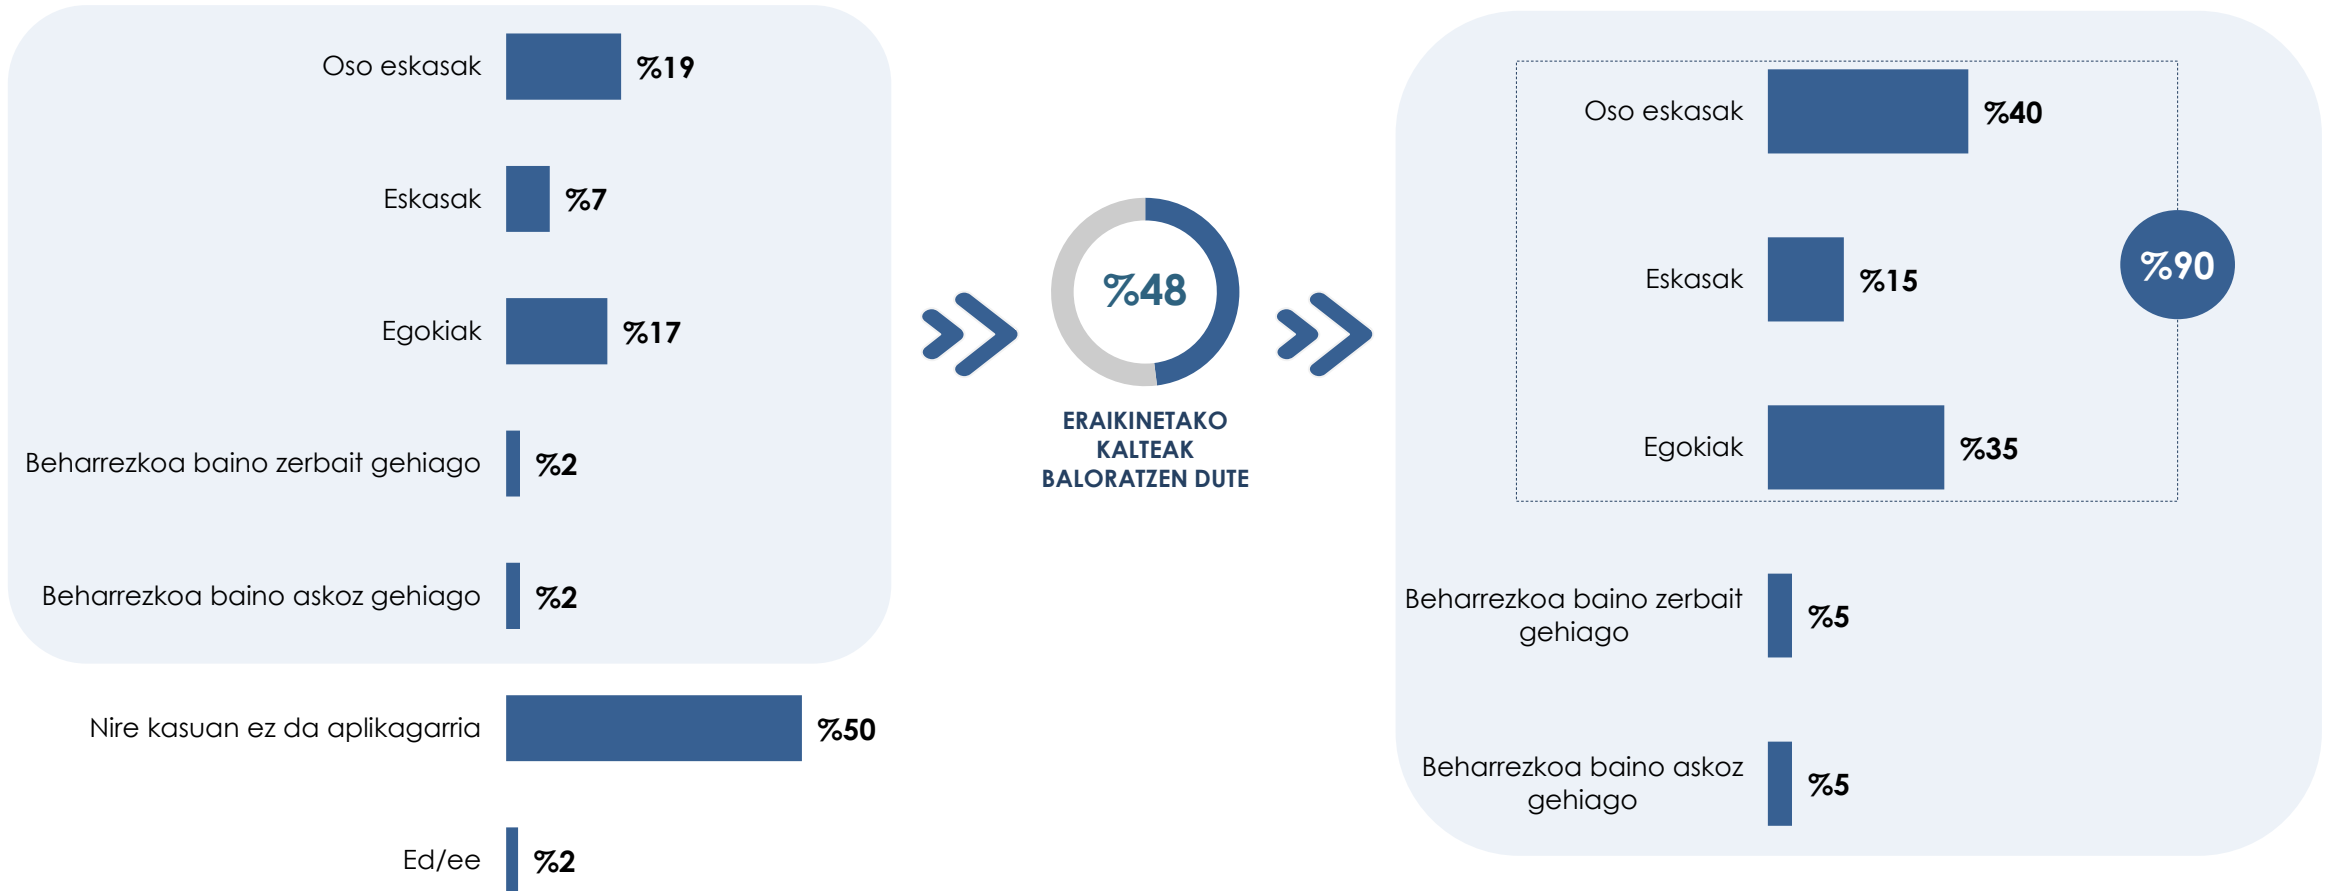 Oso eskasak %19
Eskasak %7
Egokiak %17
Beharrezkoa baino zerbait gehiago %2
Beharrezkoa baino askoz gehiago %2
Nire kasuan ez da aplikagarria %50
Ed/ee %2
%48
ERAIKINETAKO
KALTEAK
BALORATZEN DUTE
Oso eskasak %40
Eskasak %15
Egokiak %35
%90
Beharrezkoa baino zerbait
gehiago
%5
Beharrezkoa baino askoz
gehiago
%5